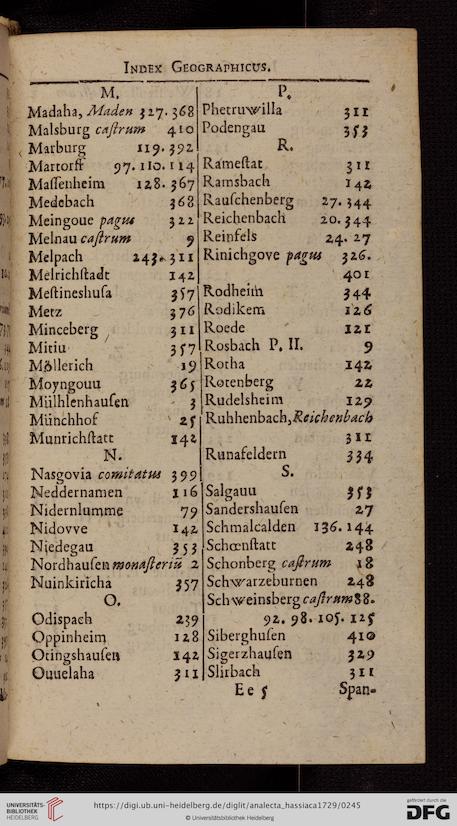 INDEX GEOGRAPHICUS.
M.
Madaha, Maden 327. 368
Malsburg castrum 410
Marburg 119. 392
Martorff 97. 110. 114
Maſſenheim 128. 367
Medebach 368
Meingoue pagus 322
Melnau caſtrum 9
Melpach 243. 311
Melrichſtadt 142
Meſtineshuſa 357
Metz 376
Minceberg 311
Mitiu 357
Möllerich 19
Moyngouu 365
Mühlhlenhauſen 3
Münchhof 25
Munrichſtatt 142
N.
Nasgovia comitatus 399
Neddernamen 116
Nidernlumme 79
Nidovve 142
Niedegau 353
Nordhauſen monaſteriū 2
Nuinkiricha 357
O.
Odispach 239
Oppinheim 128
Otingshauſen 142
Ouuelaha 311
P.
Phetruwilla 311
Podengau 353
R.
Rameſtat 311
Ramsbach 142
Rauſchenberg 27. 344
Reichenbach 20. 344
Reinfels 24. 27
Rinichgove pagus 326.
401
Rodheim 344
Rodikem 126
Roede 121
Rosbach P. II. 9
Rotha 142
Rotenberg 22
Rudelsheim 129
Ruhhenbach, Reichenbach
311
Runafeldern 334
S.
Salgauu 353
Sandershauſen 27
Schmalcalden 136. 144
Schœnſtatt 248
Schonberg caſtrum 18
Schwarzeburnen 248
Schweinsberg caſtrum 88.
92. 98. 105. 125
Siberghuſen 410
Sigerzhauſen 329
Slirbach 311
Ee 5 Span-
UNIVERSITÄTS-
BIBLIOTHEK
HEIDELBERG
https://digi.ub.uni-heidelberg.de/diglit/analecta_hassiaca1729/0245
© Universitätsbibliothek Heidelberg
gefördert durch die
DFG